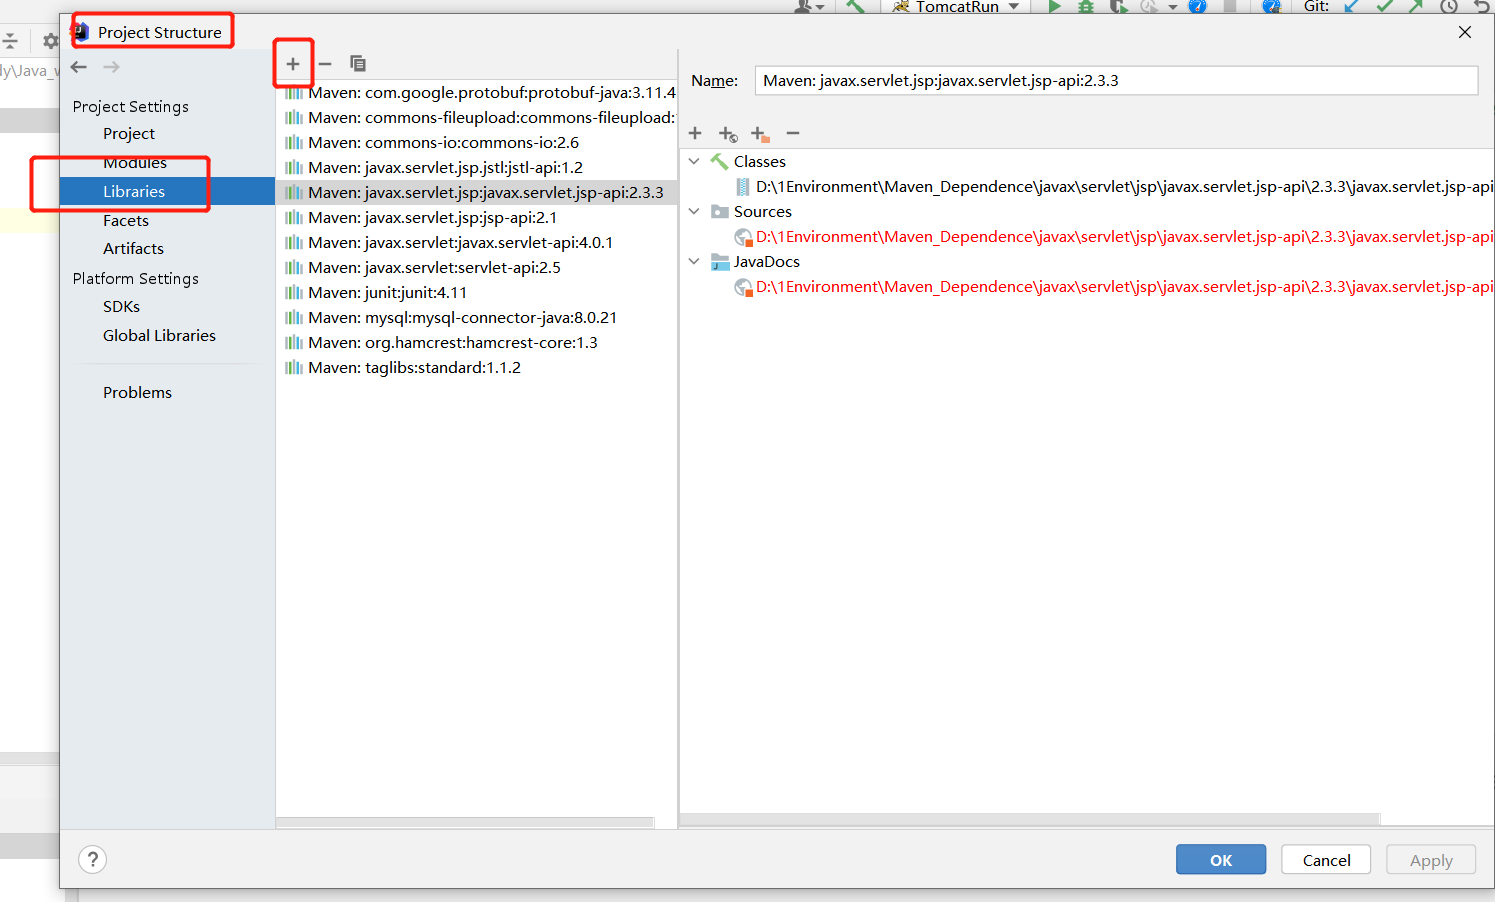 TomcatRun
Git:
Project Structure
Name:
Maven: javax.servlet.jsp:javax.servlet.jsp-api:2.3.3
Project Settings
Project
Modules
Libraries
Facets
Artifacts
Platform Settings
SDKs
Global Libraries
Problems
Maven: com.google.protobuf:protobuf-java:3.11.4
Maven: commons-fileupload:commons-fileupload:
Maven: commons-io:commons-io:2.6
Maven: javax.servlet.jsp.jstl:jstl-api:1.2
Maven: javax.servlet.jsp:javax.servlet.jsp-api:2.3.3
Maven: javax.servlet.jsp:jsp-api:2.1
Maven: javax.servlet:javax.servlet-api:4.0.1
Maven: javax.servlet:servlet-api:2.5
Maven: junit:junit:4.11
Maven: mysql:mysql-connector-java:8.0.21
Maven: org.hamcrest:hamcrest-core:1.3
Maven: taglibs:standard:1.1.2
Classes
D:\1Environment\Maven_Dependence\javax\servlet\jsp\javax.servlet.jsp-api\2.3.3\javax.servlet.jsp-api
Sources
D:\1Environment\Maven_Dependence\javax\servlet\jsp\javax.servlet.jsp-api\2.3.3\javax.servlet.jsp-api
JavaDocs
D:\1Environment\Maven_Dependence\javax\servlet\jsp\javax.servlet.jsp-api\2.3.3\javax.servlet.jsp-api
?
OK
Cancel
Apply